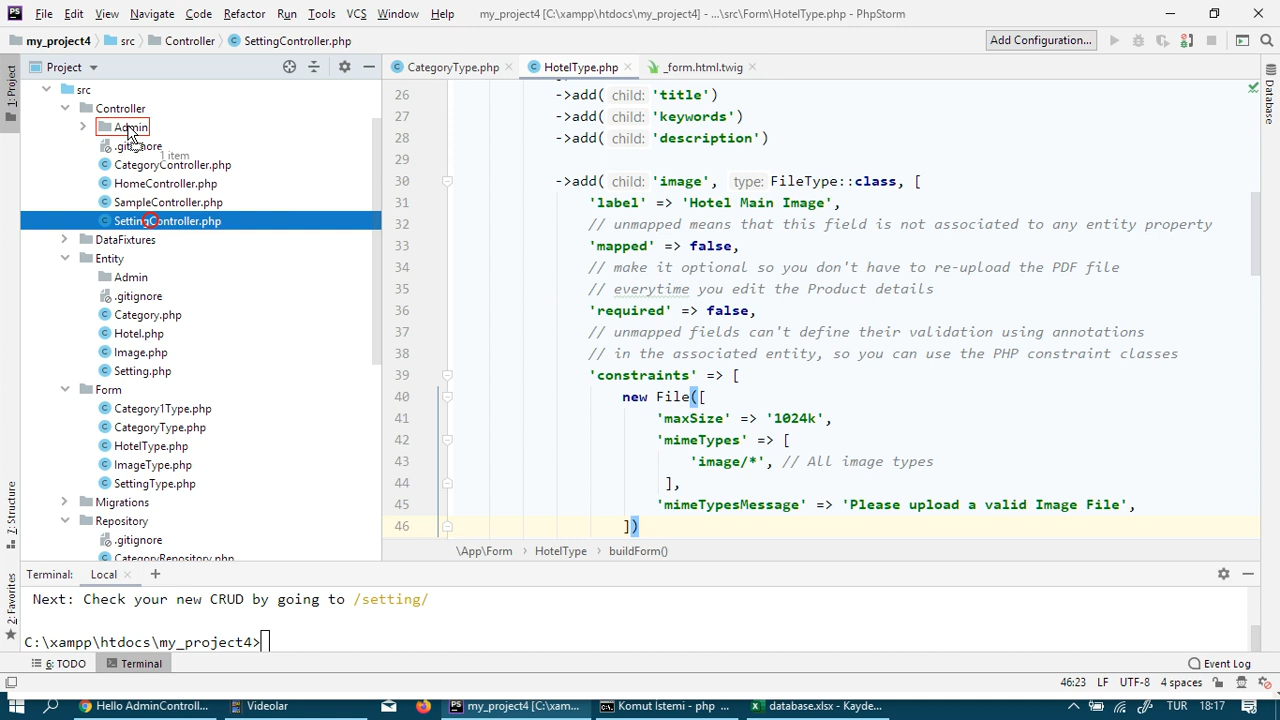 File Edit View Navigate Code Refactor Run Tools VCS Window Help my_project4 [C:\xampp\htdocs\my_project4] - ...\src\Form\HotelType.php - PhpStorm
my_project4 src Controller SettingController.php Add Configuration...
Project CategoryType.php HotelType.php _form.html.twig
1: Project
Z: Structure
2: Favorites
Database
src
Controller
Admin
.gitignore
1 item
CategoryController.php
HomeController.php
SampleController.php
SettingController.php
DataFixtures
Entity
Admin
.gitignore
Category.php
Hotel.php
Image.php
Setting.php
Form
Category1Type.php
CategoryType.php
HotelType.php
ImageType.php
SettingType.php
Migrations
Repository
.gitignore
CategoryRepository.php
26 ->add( child: 'title')
27 ->add( child: 'keywords')
28 ->add( child: 'description')
29
30 ->add( child: 'image', type: FileType::class, [
31 'label' => 'Hotel Main Image',
32 // unmapped means that this field is not associated to any entity property
33 'mapped' => false,
34 // make it optional so you don't have to re-upload the PDF file
35 // everytime you edit the Product details
36 'required' => false,
37 // unmapped fields can't define their validation using annotations
38 // in the associated entity, so you can use the PHP constraint classes
39 'constraints' => [
40 new File([
41 'maxSize' => '1024k',
42 'mimeTypes' => [
43 'image/*', // All image types
44 ],
45 'mimeTypesMessage' => 'Please upload a valid Image File',
46 ])
\App\Form › HotelType › buildForm()
Terminal: Local
Next: Check your new CRUD by going to /setting/
C:\xampp\htdocs\my_project4>
6: TODO Terminal Event Log
46:23 LF UTF-8 4 spaces
Hello AdminControll... Videolar my_project4 [C:\xam... Komut İstemi - php ... database.xlsx - Kayde... TUR 18:17